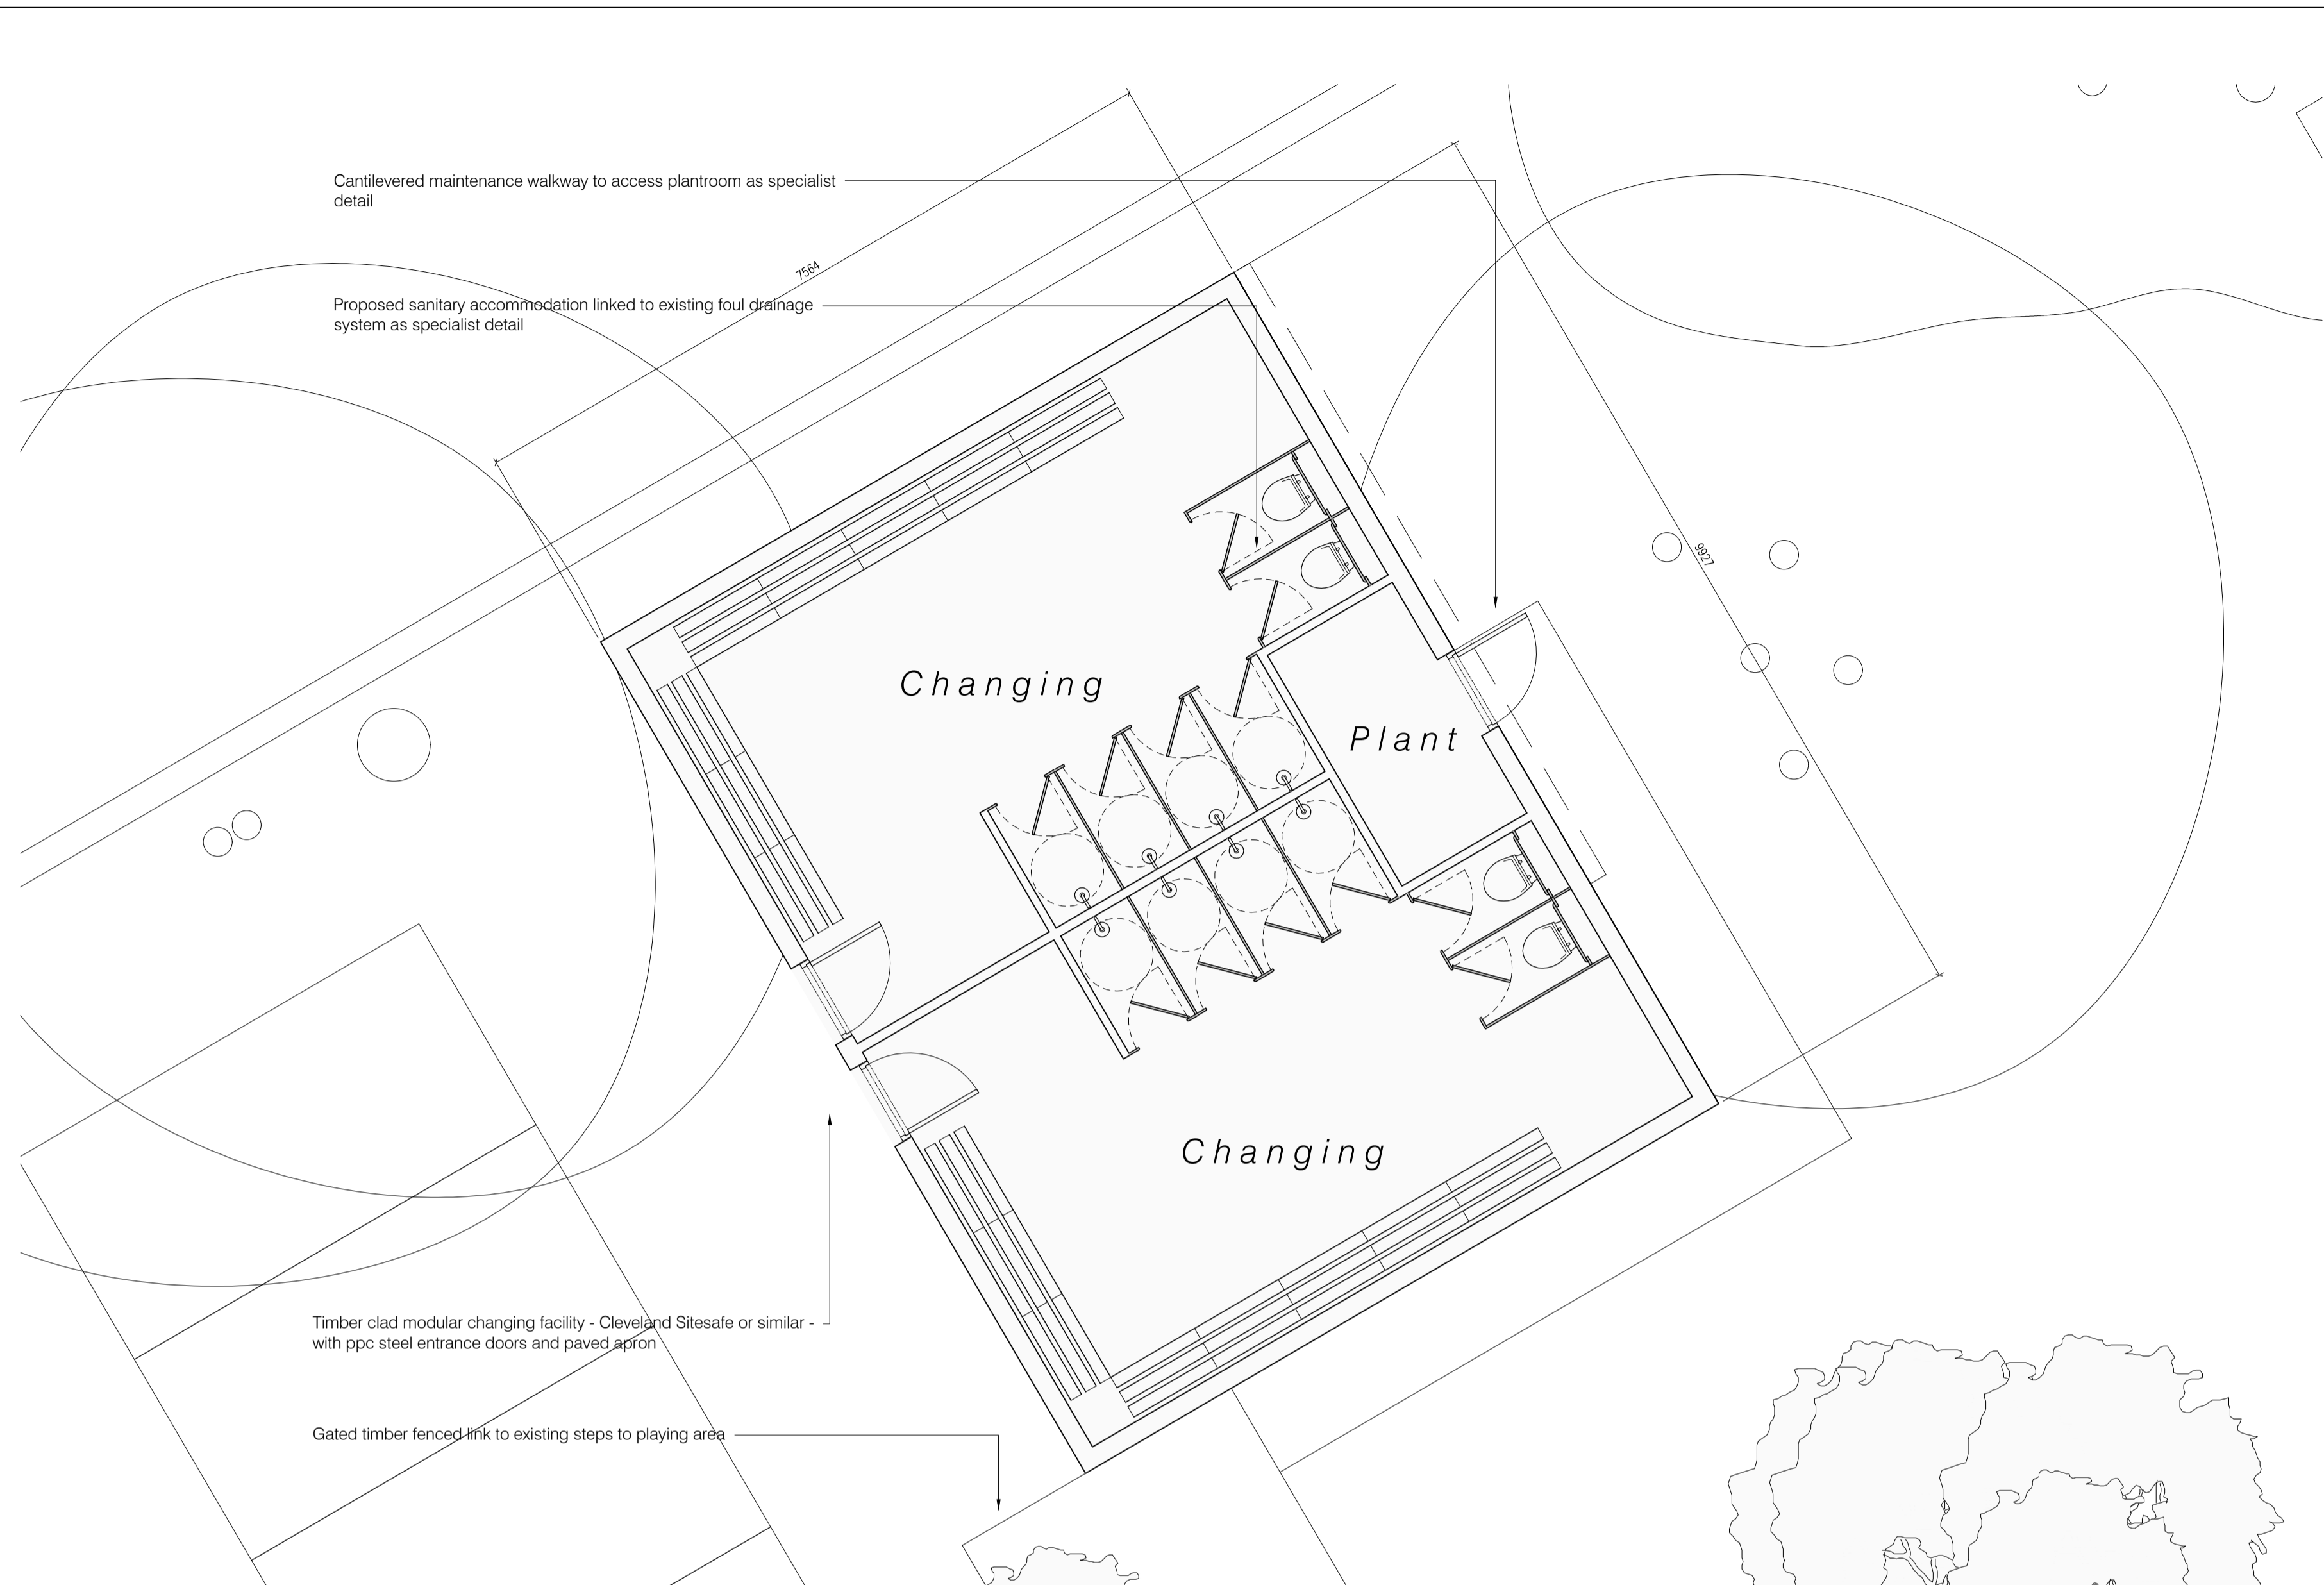 Cantilevered maintenance walkway to access plantroom as specialist
detail
7564
Proposed sanitary accommodation linked to existing foul drainage
system as specialist detail
9927
Changing
Plant
Changing
Timber clad modular changing facility - Cleveland Sitesafe or similar -
with ppc steel entrance doors and paved apron
Gated timber fenced link to existing steps to playing area